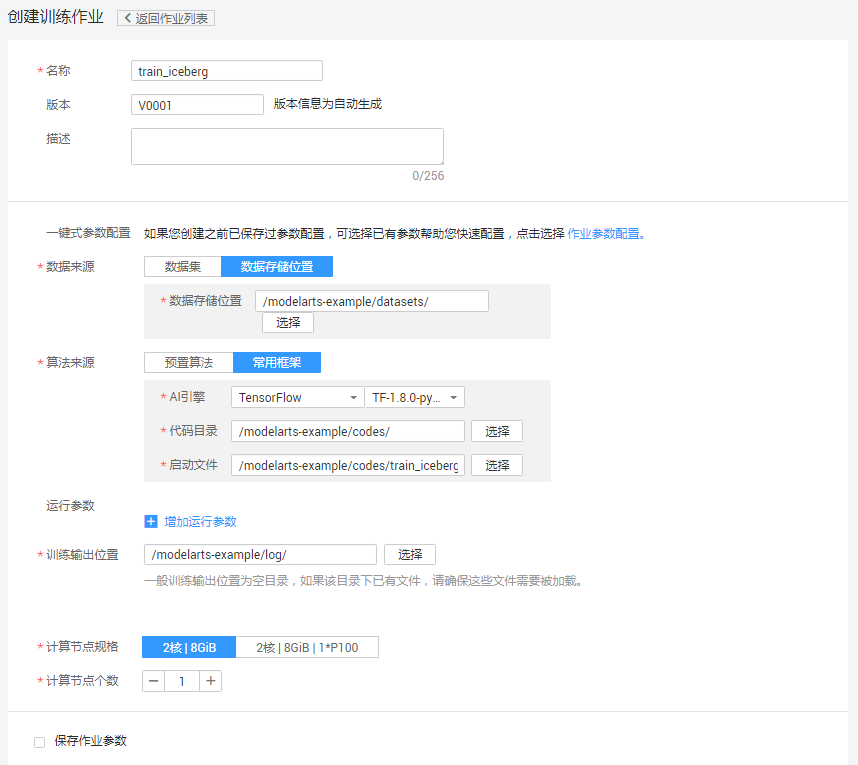 创建训练作业 返回作业列表
* 名称 train_iceberg
版本 V0001 版本信息为自动生成
描述
0/256
一键式参数配置 如果您创建之前已保存过参数配置，可选择已有参数帮助您快速配置，点击选择 作业参数配置。
* 数据来源 数据集 数据存储位置
* 数据存储位置 /modelarts-example/datasets/
选择
* 算法来源 预置算法 常用框架
* AI引擎 TensorFlow TF-1.8.0-py...
* 代码目录 /modelarts-example/codes/ 选择
* 启动文件 /modelarts-example/codes/train_iceberg 选择
运行参数
增加运行参数
* 训练输出位置 /modelarts-example/log/ 选择
一般训练输出位置为空目录，如果该目录下已有文件，请确保这些文件需要被加载。
* 计算节点规格 2核 | 8GiB 2核 | 8GiB | 1*P100
* 计算节点个数 − 1 +
保存作业参数